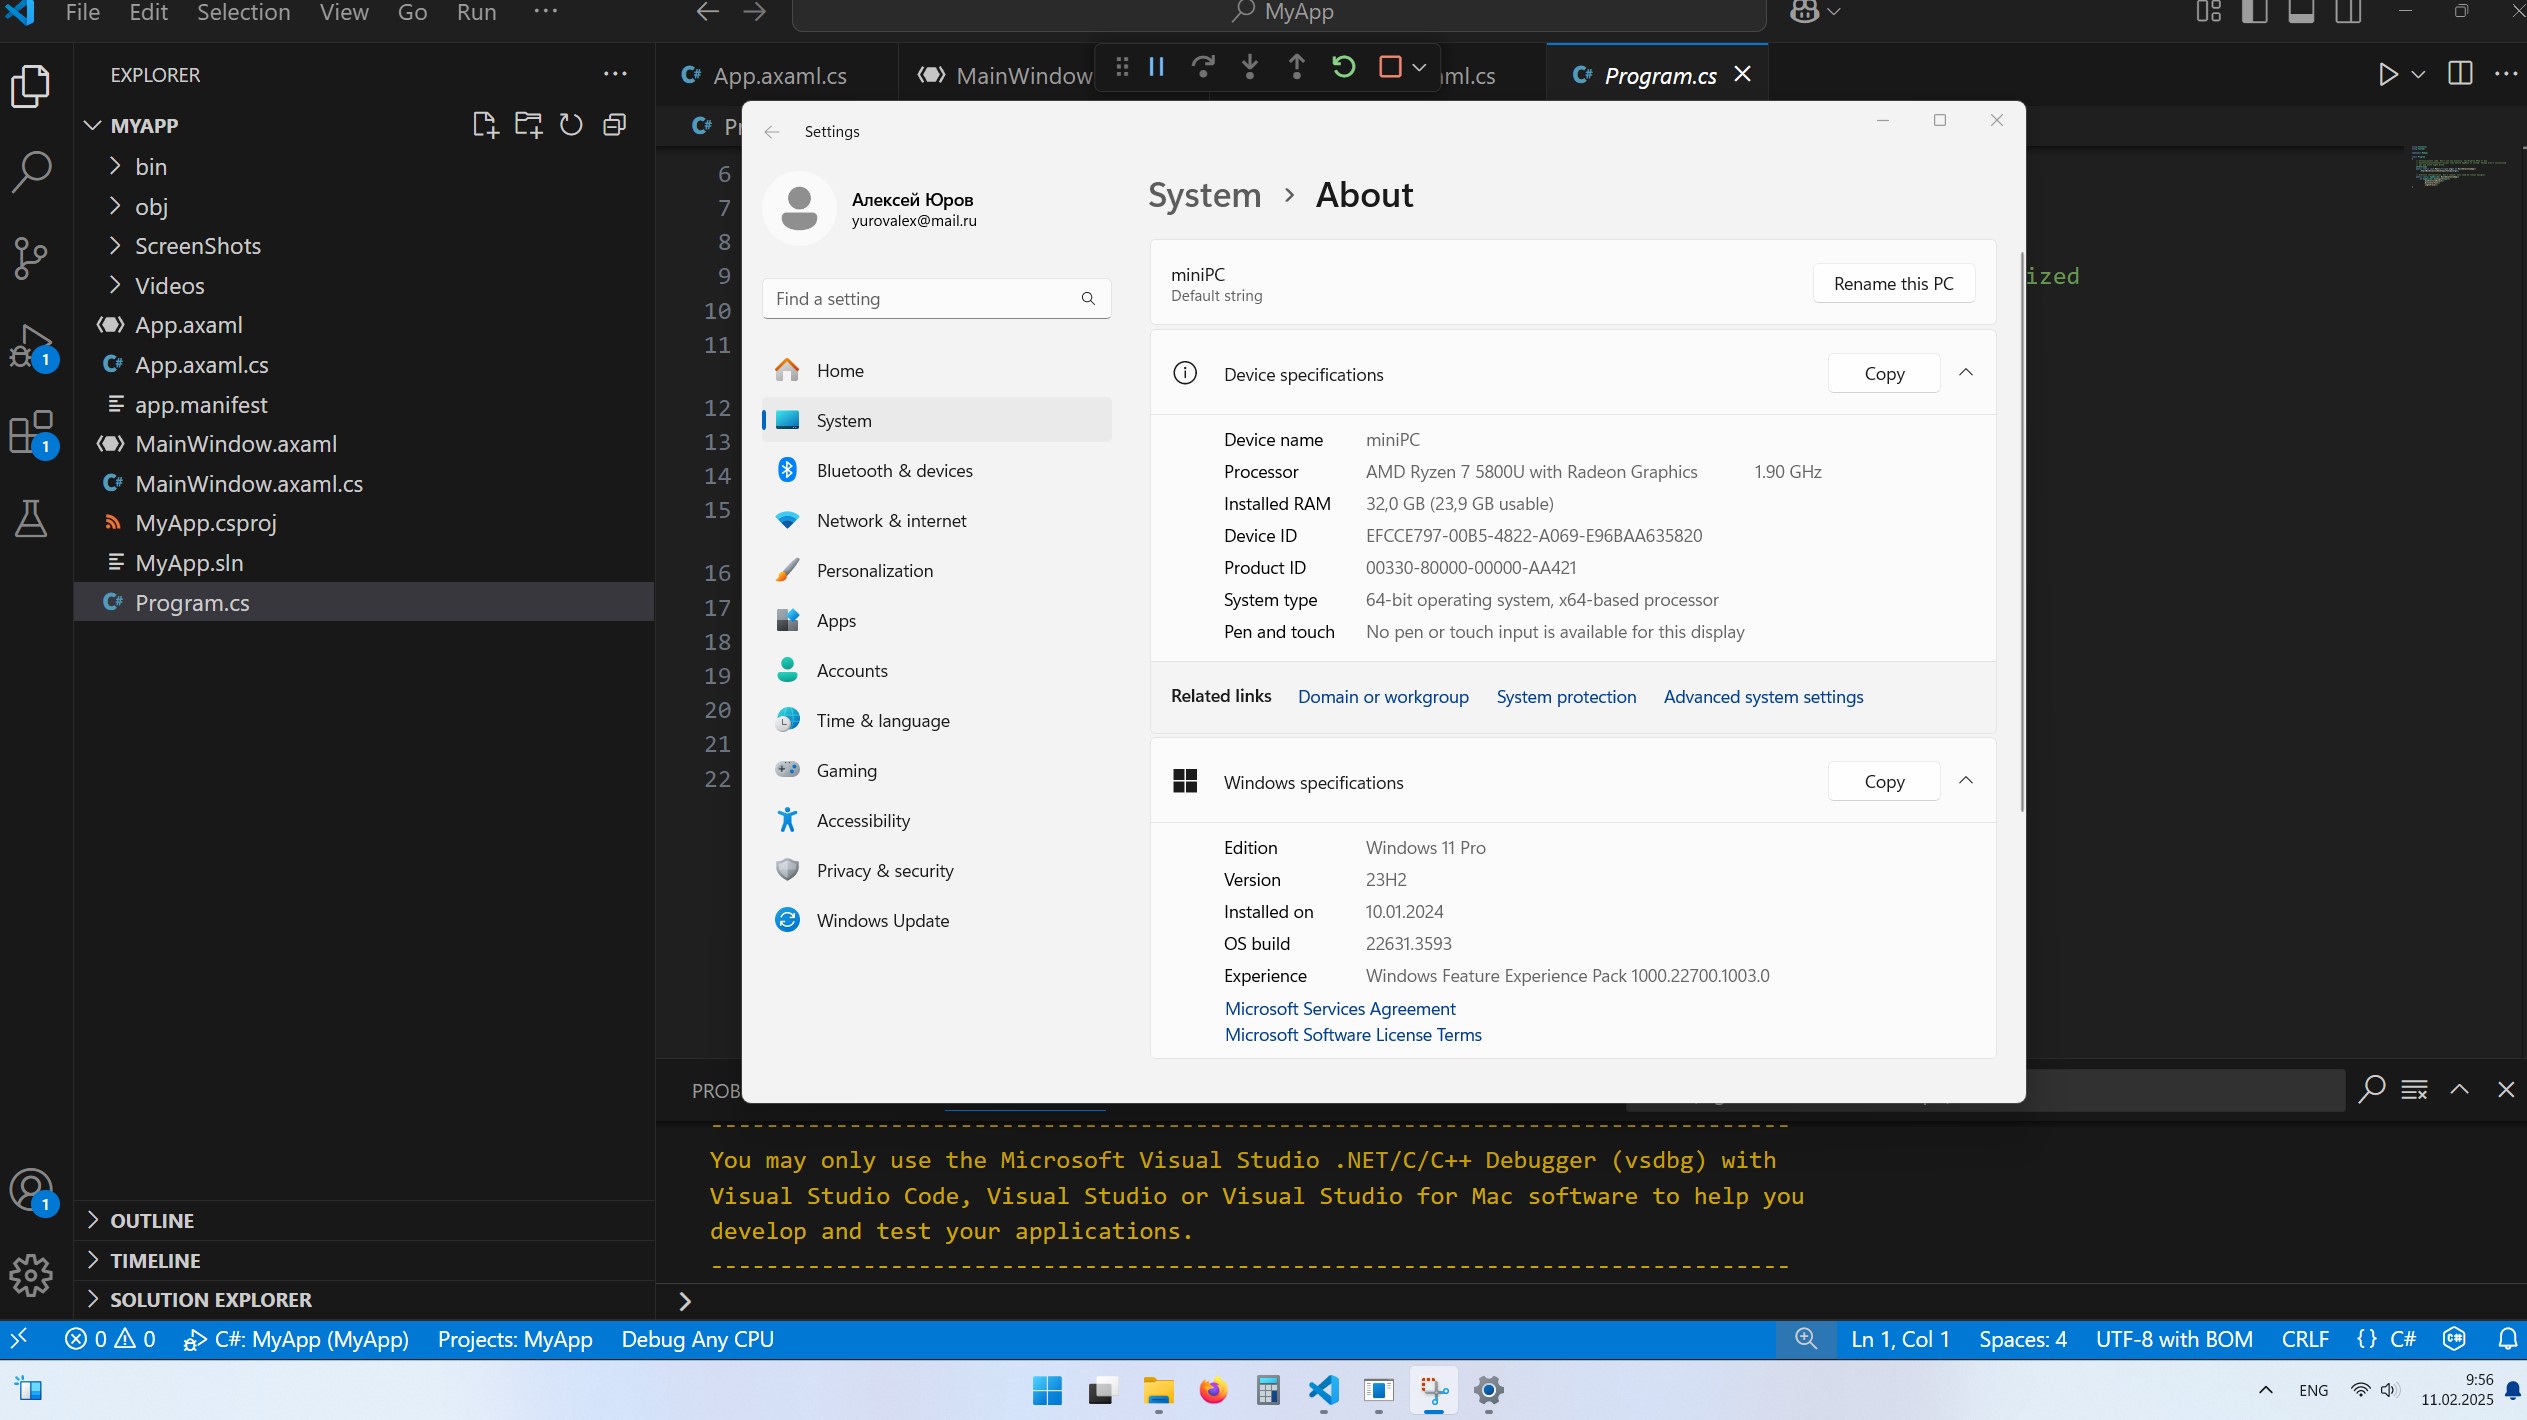 File Edit Selection View Go Run ···
MyApp
EXPLORER
MYAPP
bin
obj
ScreenShots
Videos
App.axaml
App.axaml.cs
app.manifest
MainWindow.axaml
MainWindow.axaml.cs
MyApp.csproj
MyApp.sln
Program.cs
OUTLINE
TIMELINE
SOLUTION EXPLORER
1
1
1
App.axaml.cs
MainWindow
ml.cs
Program.cs
6
7
8
9
10
11
12
13
14
15
16
17
18
19
20
21
22
ized
Settings
Алексей Юров
yurovalex@mail.ru
Find a setting
Home
System
Bluetooth & devices
Network & internet
Personalization
Apps
Accounts
Time & language
Gaming
Accessibility
Privacy & security
Windows Update
System > About
miniPC
Default string
Rename this PC
Device specifications
Copy
Device name miniPC
Processor AMD Ryzen 7 5800U with Radeon Graphics 1.90 GHz
Installed RAM 32,0 GB (23,9 GB usable)
Device ID EFCCE797-00B5-4822-A069-E96BAA635820
Product ID 00330-80000-00000-AA421
System type 64-bit operating system, x64-based processor
Pen and touch No pen or touch input is available for this display
Related links Domain or workgroup System protection Advanced system settings
Windows specifications
Copy
Edition Windows 11 Pro
Version 23H2
Installed on 10.01.2024
OS build 22631.3593
Experience Windows Feature Experience Pack 1000.22700.1003.0
Microsoft Services Agreement
Microsoft Software License Terms
PROB
You may only use the Microsoft Visual Studio .NET/C/C++ Debugger (vsdbg) with
Visual Studio Code, Visual Studio or Visual Studio for Mac software to help you
develop and test your applications.
0 0 C#: MyApp (MyApp) Projects: MyApp Debug Any CPU
Ln 1, Col 1 Spaces: 4 UTF-8 with BOM CRLF {} C#
ENG
9:56
11.02.2025